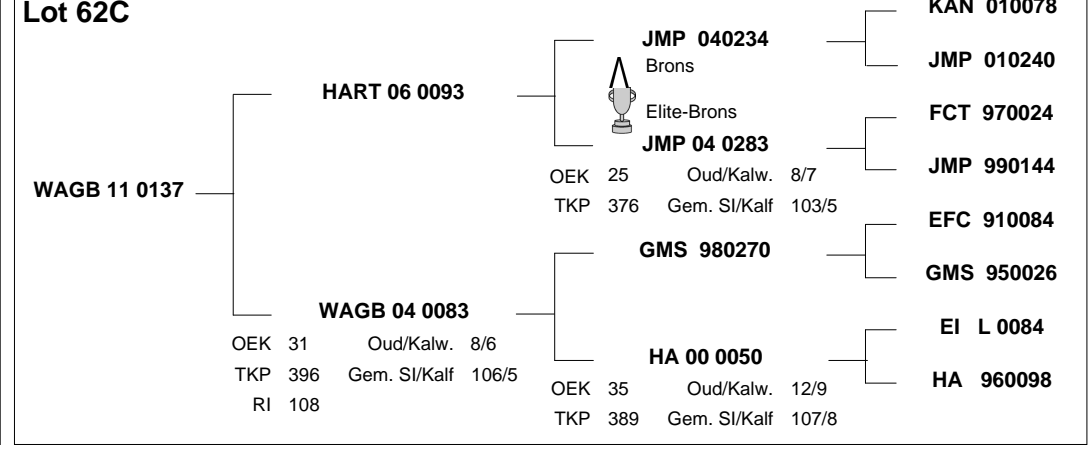 Lot 62C
KAN 010078
JMP 040234
Brons
JMP 010240
HART 06 0093
Elite-Brons
FCT 970024
JMP 04 0283
JMP 990144
OEK 25 Oud/Kalw. 8/7
TKP 376 Gem. SI/Kalf 103/5
WAGB 11 0137
EFC 910084
GMS 980270
GMS 950026
WAGB 04 0083
OEK 31 Oud/Kalw. 8/6
TKP 396 Gem. SI/Kalf 106/5
RI 108
EI L 0084
HA 00 0050
HA 960098
OEK 35 Oud/Kalw. 12/9
TKP 389 Gem. SI/Kalf 107/8